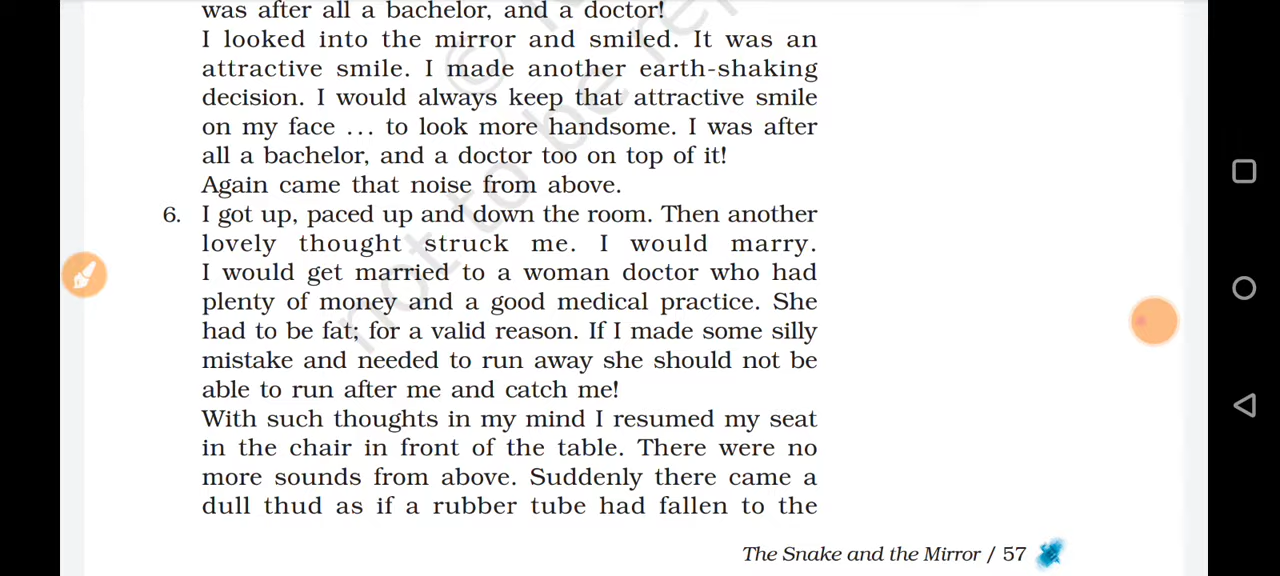 was after all a bachelor, and a doctor!
I looked into the mirror and smiled. It was an
attractive smile. I made another earth-shaking
decision. I would always keep that attractive smile
on my face ... to look more handsome. I was after
all a bachelor, and a doctor too on top of it!
Again came that noise from above.
6. I got up, paced up and down the room. Then another
lovely thought struck me. I would marry.
I would get married to a woman doctor who had
plenty of money and a good medical practice. She
had to be fat; for a valid reason. If I made some silly
mistake and needed to run away she should not be
able to run after me and catch me!
With such thoughts in my mind I resumed my seat
in the chair in front of the table. There were no
more sounds from above. Suddenly there came a
dull thud as if a rubber tube had fallen to the
The Snake and the Mirror / 57
not to be re